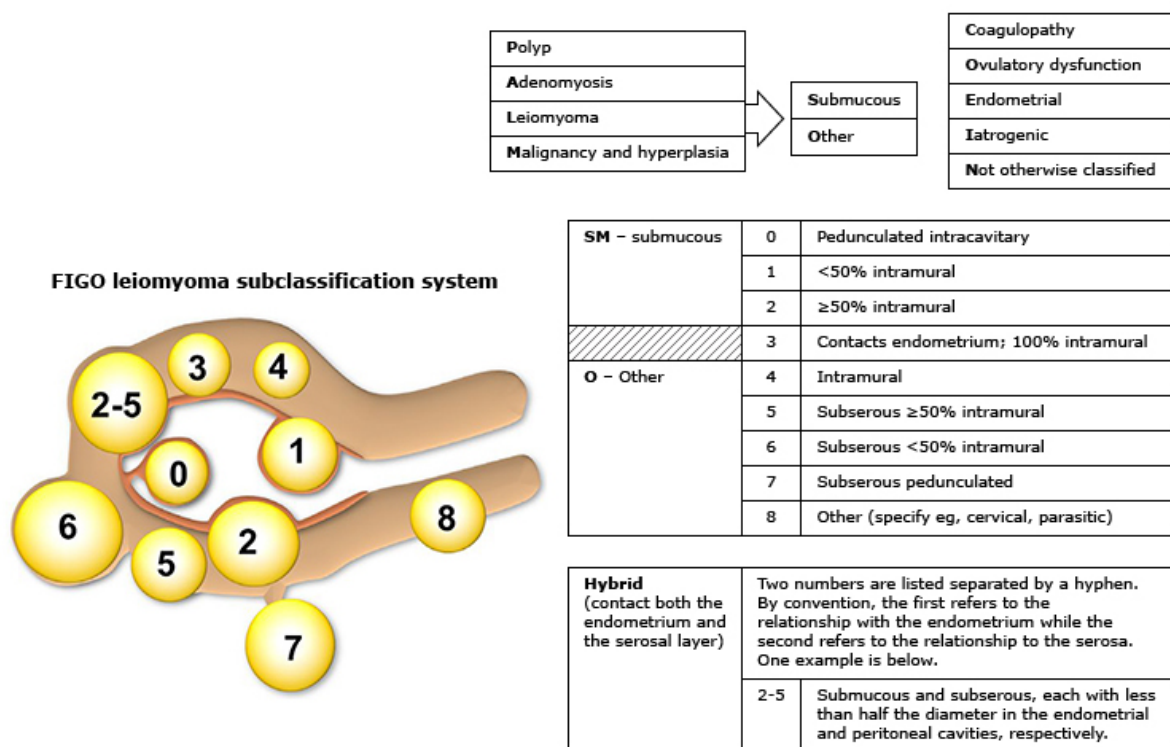 Polyp
Adenomyosis
Leiomyoma
Malignancy and hyperplasia
Submucous
Other
Coagulopathy
Ovulatory dysfunction
Endometrial
Iatrogenic
Not otherwise classified
FIGO leiomyoma subclassification system
3
4
2-5
1
0
6
2
8
5
7
SM – submucous
0 Pedunculated intracavitary
1 <50% intramural
2 ≥50% intramural
3 Contacts endometrium; 100% intramural
O – Other
4 Intramural
5 Subserous ≥50% intramural
6 Subserous <50% intramural
7 Subserous pedunculated
8 Other (specify eg, cervical, parasitic)
Hybrid
(contact both the
endometrium and
the serosal layer)
Two numbers are listed separated by a hyphen.
By convention, the first refers to the
relationship with the endometrium while the
second refers to the relationship to the serosa.
One example is below.
2-5 Submucous and subserous, each with less
than half the diameter in the endometrial
and peritoneal cavities, respectively.